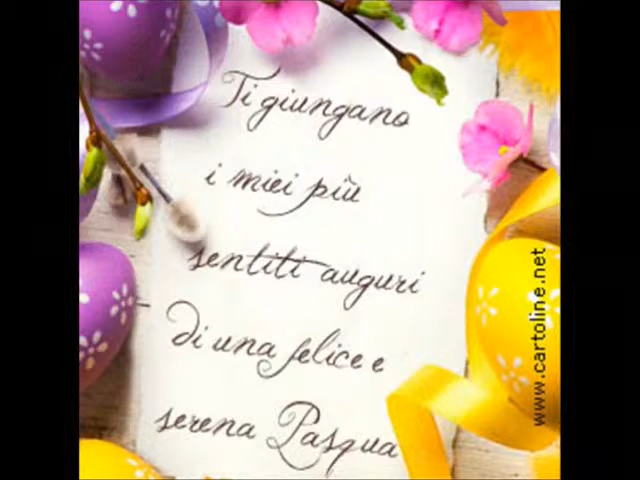 Ti giungano
i miei più
sentiti auguri
di una felice e
serena Pasqua
www.cartoline.net